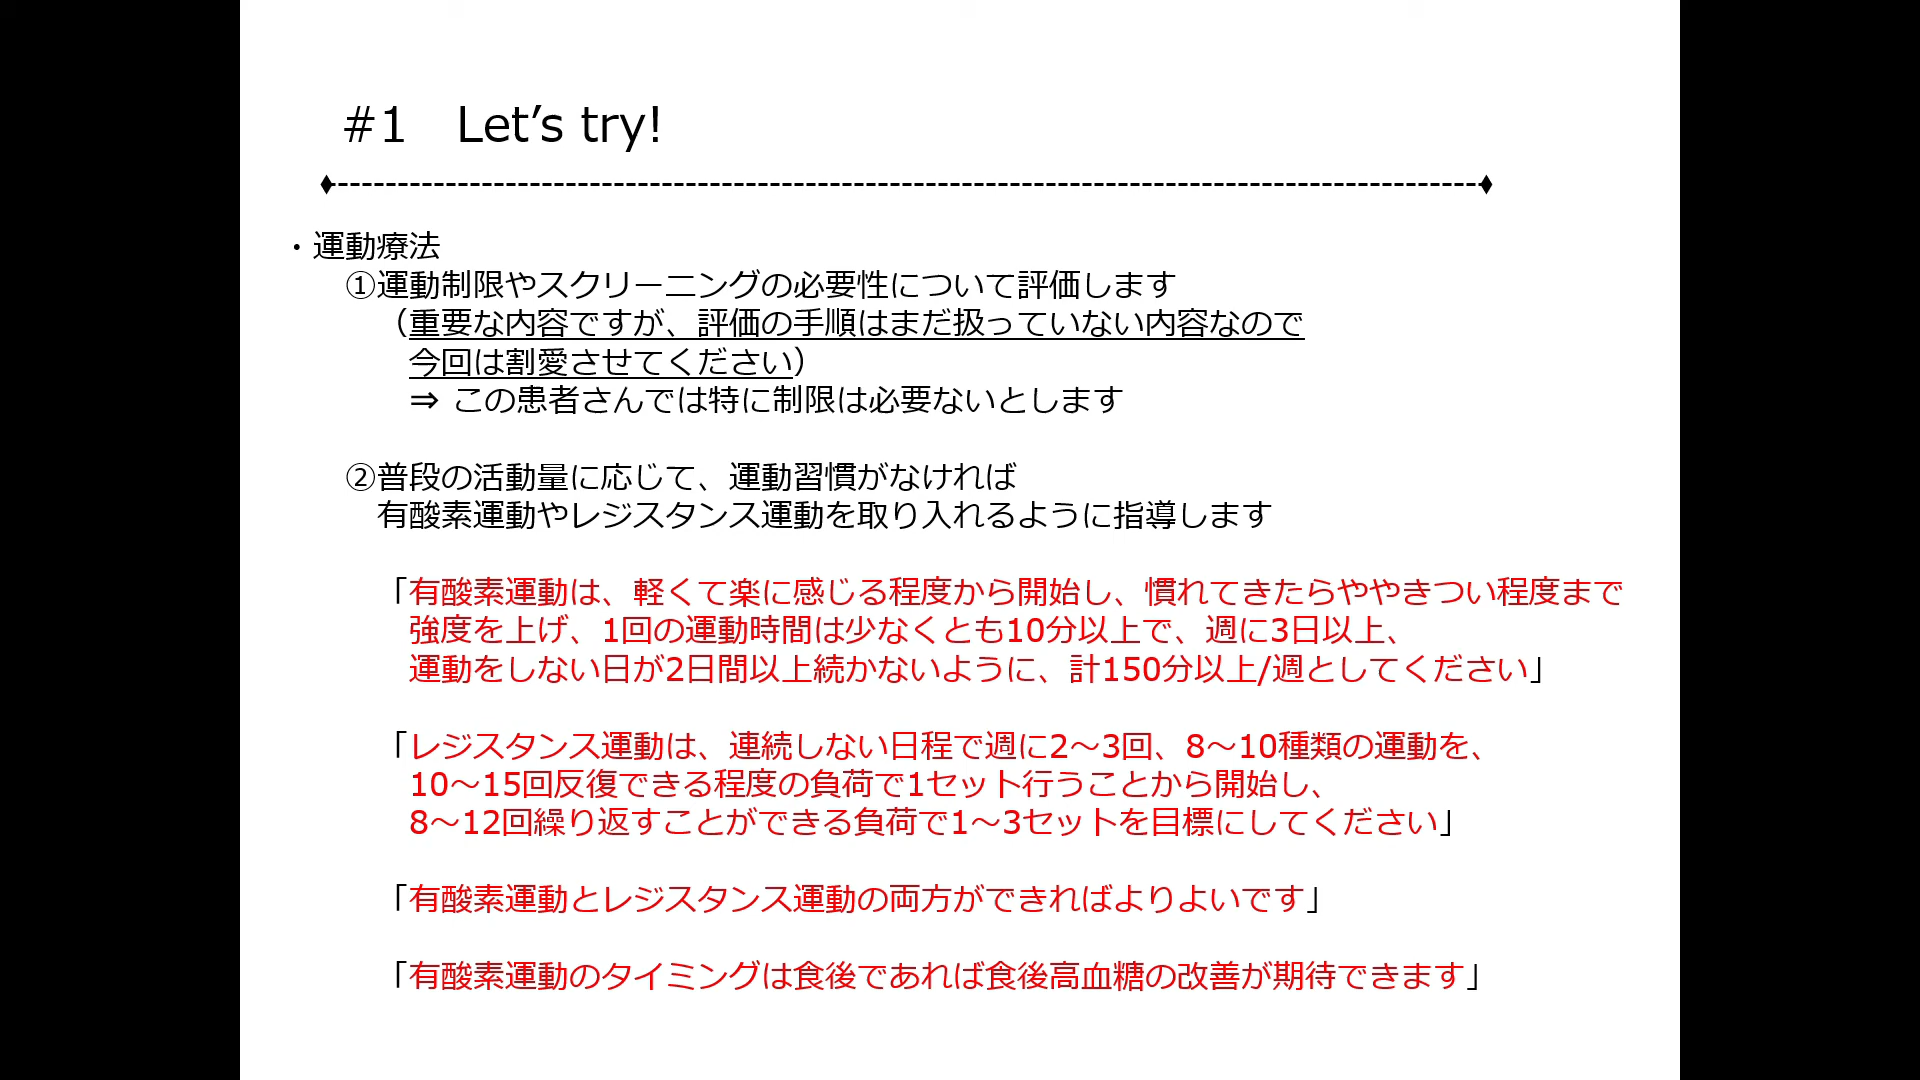 #1　Let’s try!
・運動療法
①運動制限やスクリーニングの必要性について評価します
（重要な内容ですが、評価の手順はまだ扱っていない内容なので
今回は割愛させてください）
⇒ この患者さんでは特に制限は必要ないとします
②普段の活動量に応じて、運動習慣がなければ
有酸素運動やレジスタンス運動を取り入れるように指導します
「有酸素運動は、軽くて楽に感じる程度から開始し、慣れてきたらややきつい程度まで
強度を上げ、1回の運動時間は少なくとも10分以上で、週に3日以上、
運動をしない日が2日間以上続かないように、計150分以上/週としてください」
「レジスタンス運動は、連続しない日程で週に2～3回、8～10種類の運動を、
10～15回反復できる程度の負荷で1セット行うことから開始し、
8～12回繰り返すことができる負荷で1～3セットを目標にしてください」
「有酸素運動とレジスタンス運動の両方ができればよりよいです」
「有酸素運動のタイミングは食後であれば食後高血糖の改善が期待できます」